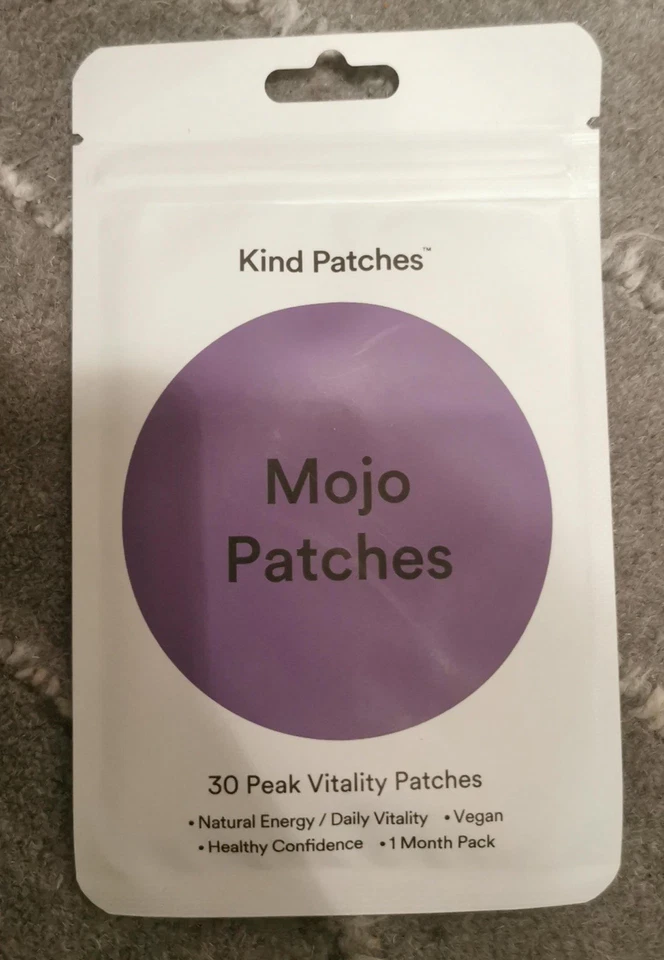 Kind Patches™
Mojo
Patches
30 Peak Vitality Patches
• Natural Energy / Daily Vitality • Vegan
• Healthy Confidence • 1 Month Pack